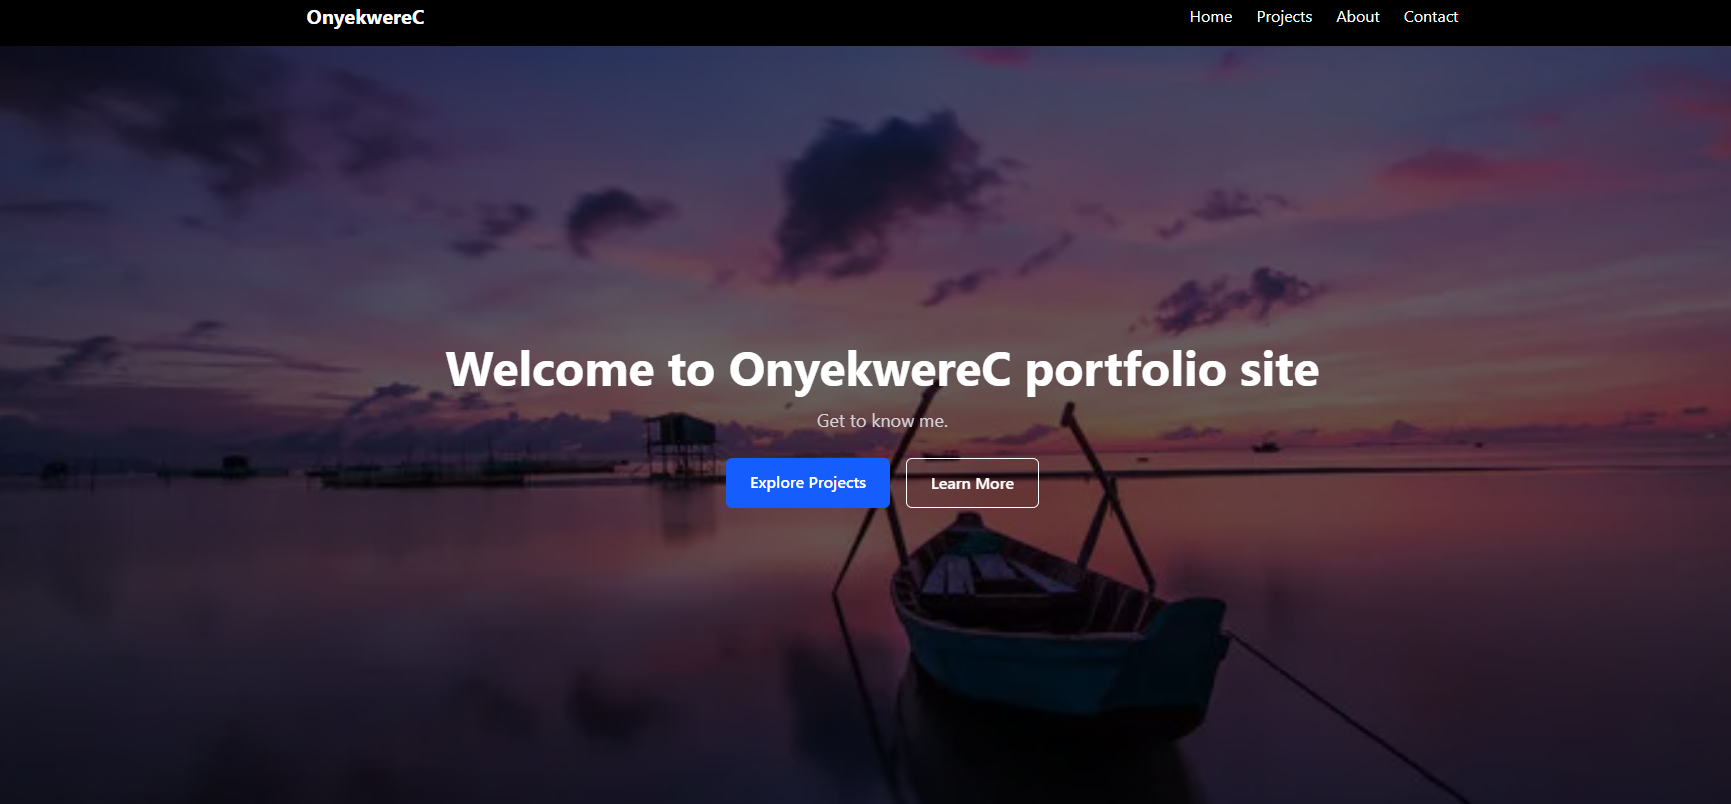 OnyekwereC
Home Projects About Contact
Welcome to OnyekwereC portfolio site
Get to know me.
Explore Projects Learn More